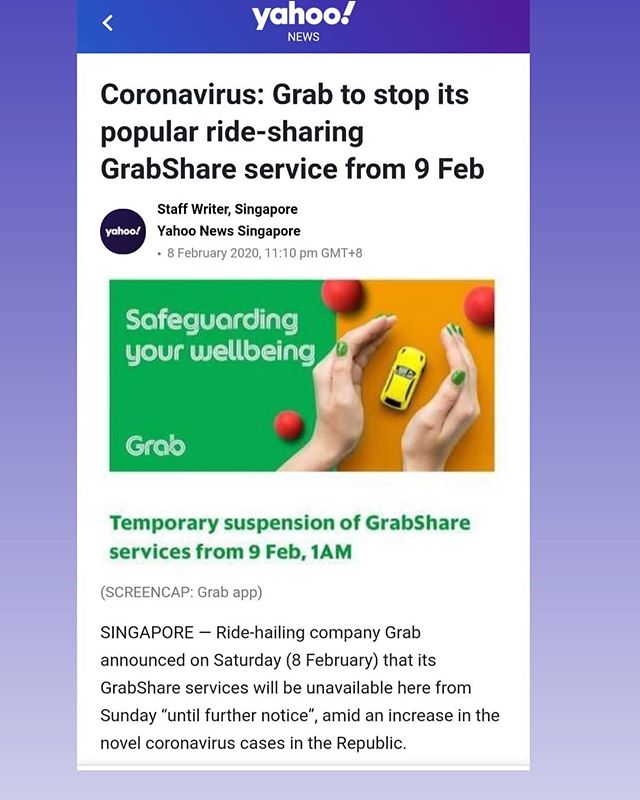 yahoo!
NEWS
Coronavirus: Grab to stop its
popular ride-sharing
GrabShare service from 9 Feb
yahoo!
Staff Writer, Singapore
Yahoo News Singapore
• 8 February 2020, 11:10 pm GMT+8
Safeguarding
your wellbeing
Grab
Temporary suspension of GrabShare
services from 9 Feb, 1AM
(SCREENCAP: Grab app)
SINGAPORE — Ride-hailing company Grab
announced on Saturday (8 February) that its
GrabShare services will be unavailable here from
Sunday “until further notice”, amid an increase in the
novel coronavirus cases in the Republic.